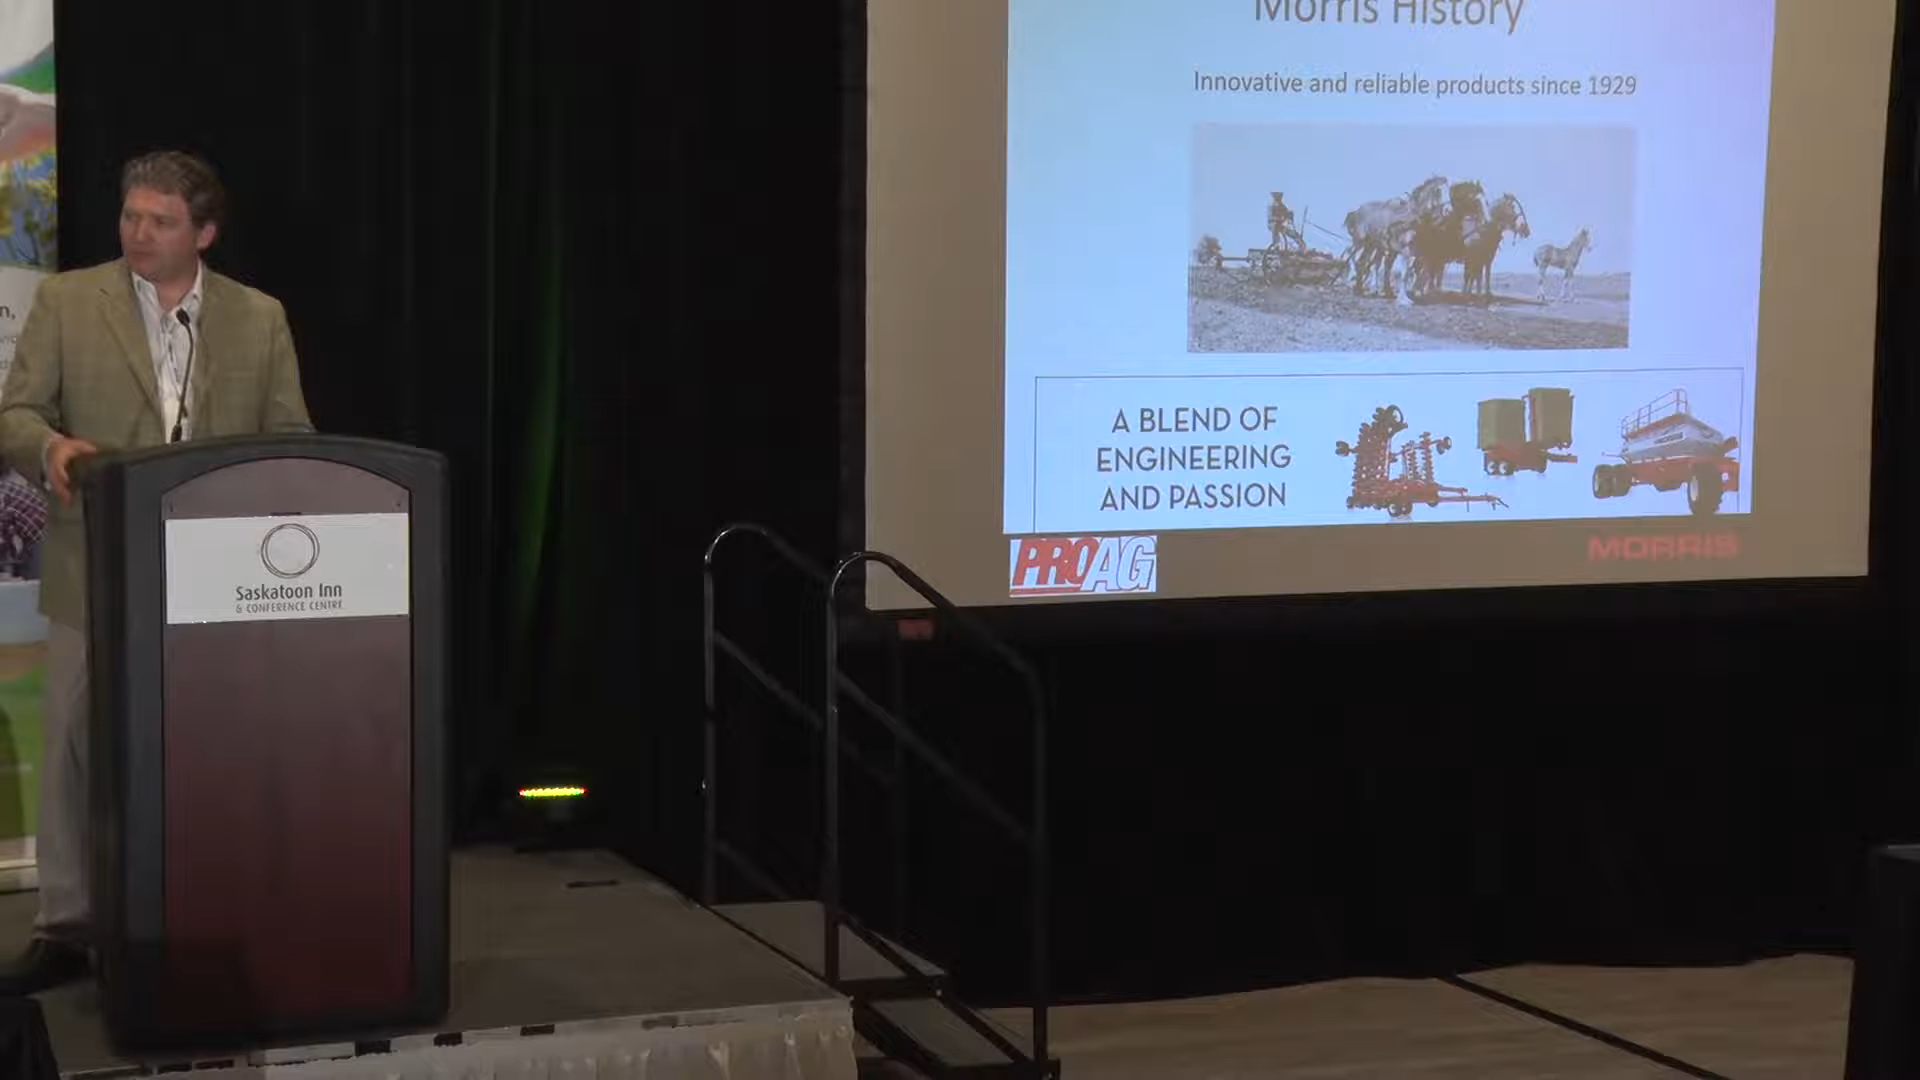 Morris History
Innovative and reliable products since 1929
A BLEND OF
ENGINEERING
AND PASSION
PROAG
MORRIS
Saskatoon Inn
& CONFERENCE CENTRE
n,